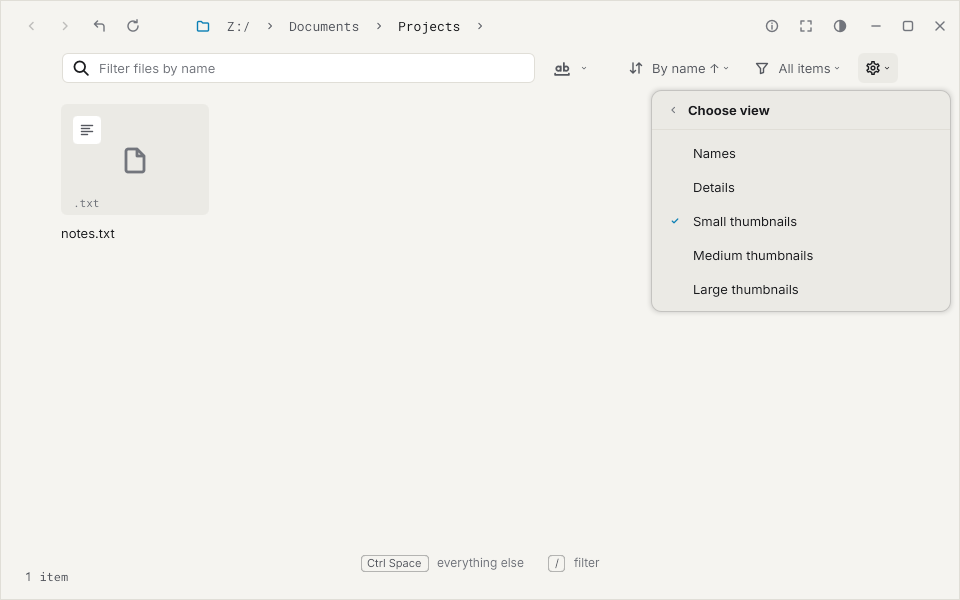 Z:/ Documents Projects
Filter files by name
ab
By name ↑
All items
Choose view
Names
Details
Small thumbnails
Medium thumbnails
Large thumbnails
.txt
notes.txt
Ctrl Space everything else / filter
1 item